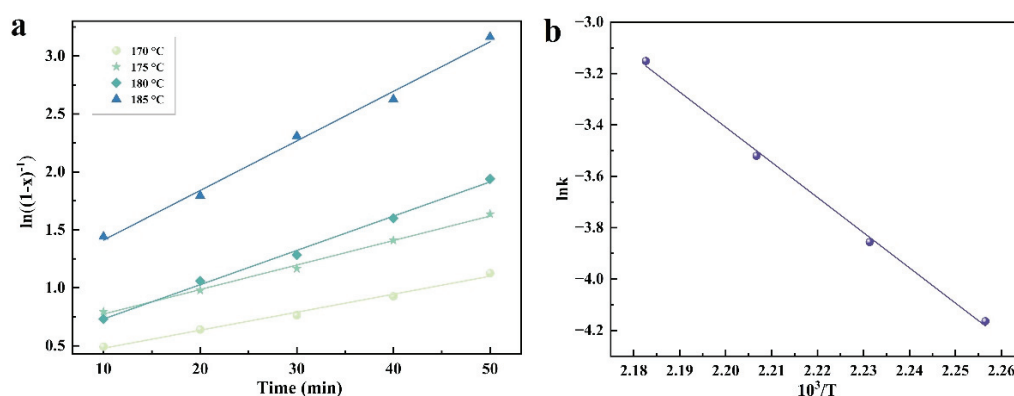 a
ln((1-x)⁻¹)
3.0
2.5
2.0
1.5
1.0
0.5
170 °C
175 °C
180 °C
185 °C
10
20
30
40
50
Time (min)
b
lnk
−3.0
−3.2
−3.4
−3.6
−3.8
−4.0
−4.2
2.18
2.19
2.20
2.21
2.22
2.23
2.24
2.25
2.26
10³/T